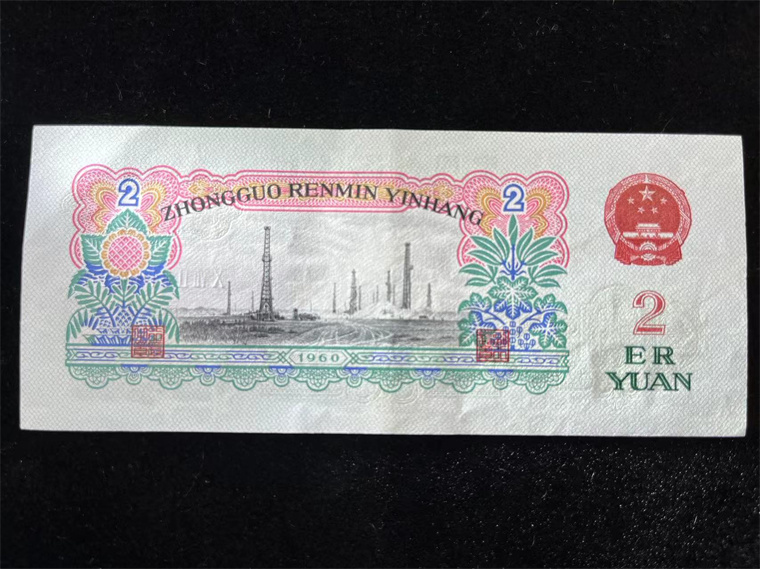 2
2
ZHONGGUO RENMIN YINHANG
1960
2
ER
YUAN